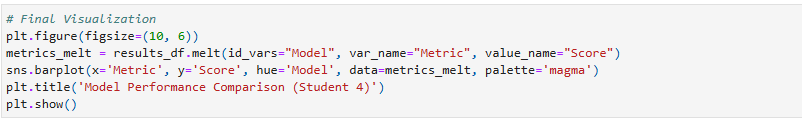 # Final Visualization
plt.figure(figsize=(10, 6))
metrics_melt = results_df.melt(id_vars="Model", var_name="Metric", value_name="Score")
sns.barplot(x='Metric', y='Score', hue='Model', data=metrics_melt, palette='magma')
plt.title('Model Performance Comparison (Student 4)')
plt.show()